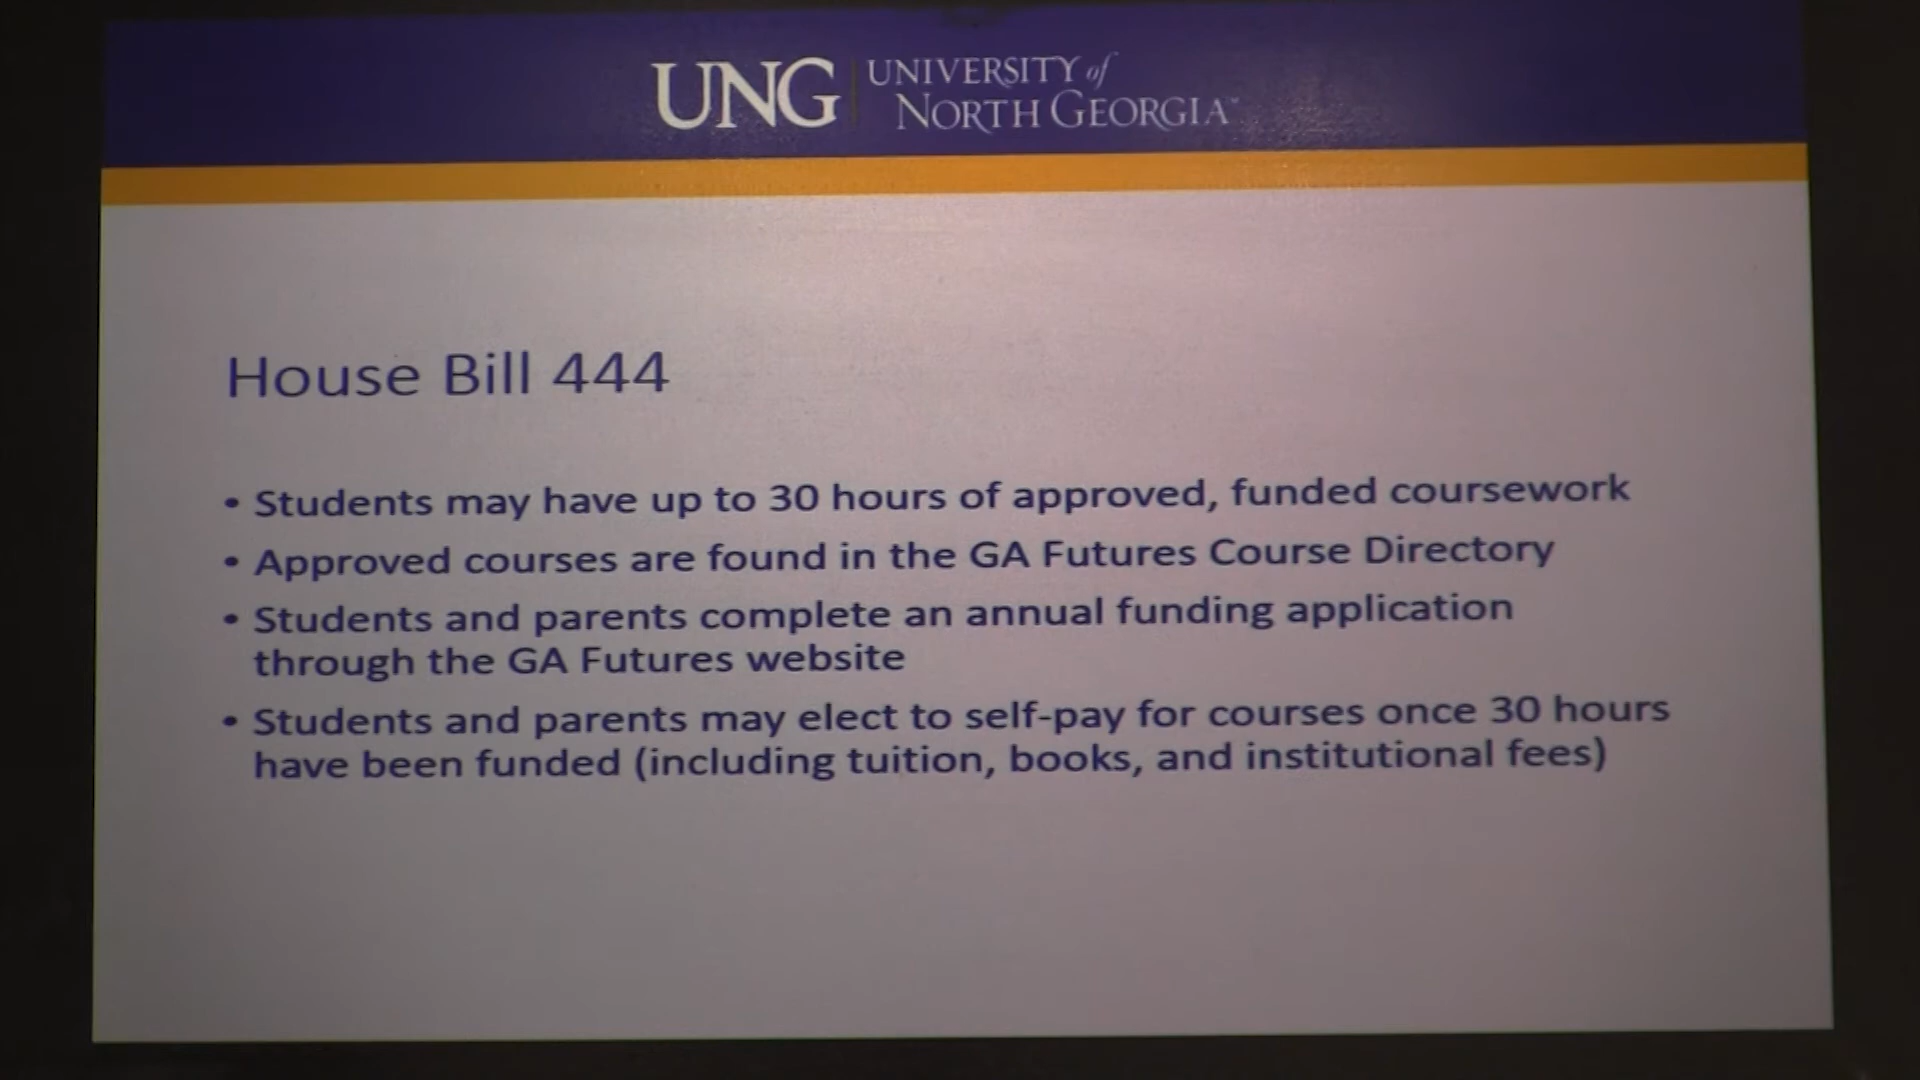 UNG UNIVERSITY of
NORTH GEORGIA™
House Bill 444
• Students may have up to 30 hours of approved, funded coursework
• Approved courses are found in the GA Futures Course Directory
• Students and parents complete an annual funding application
through the GA Futures website
• Students and parents may elect to self-pay for courses once 30 hours
have been funded (including tuition, books, and institutional fees)